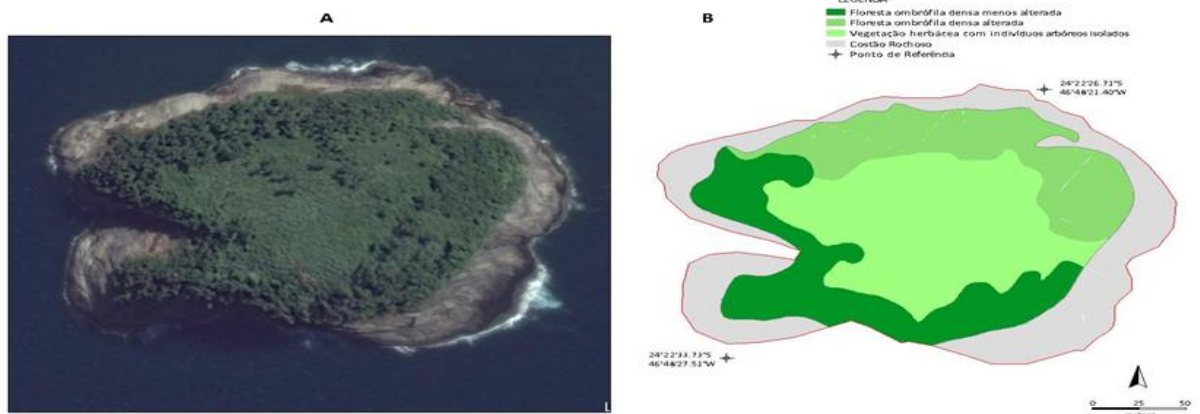 A
B
LEGENDA
Floresta ombrófila densa menos alterada
Floresta ombrófila densa alterada
Vegetação herbácea com indivíduos arbóreos isolados
Costão Rochoso
Ponto de Referência
24°22'26.71"S
46°48'21.40"W
24°22'33.73"S
46°48'27.51"W
0 25 50